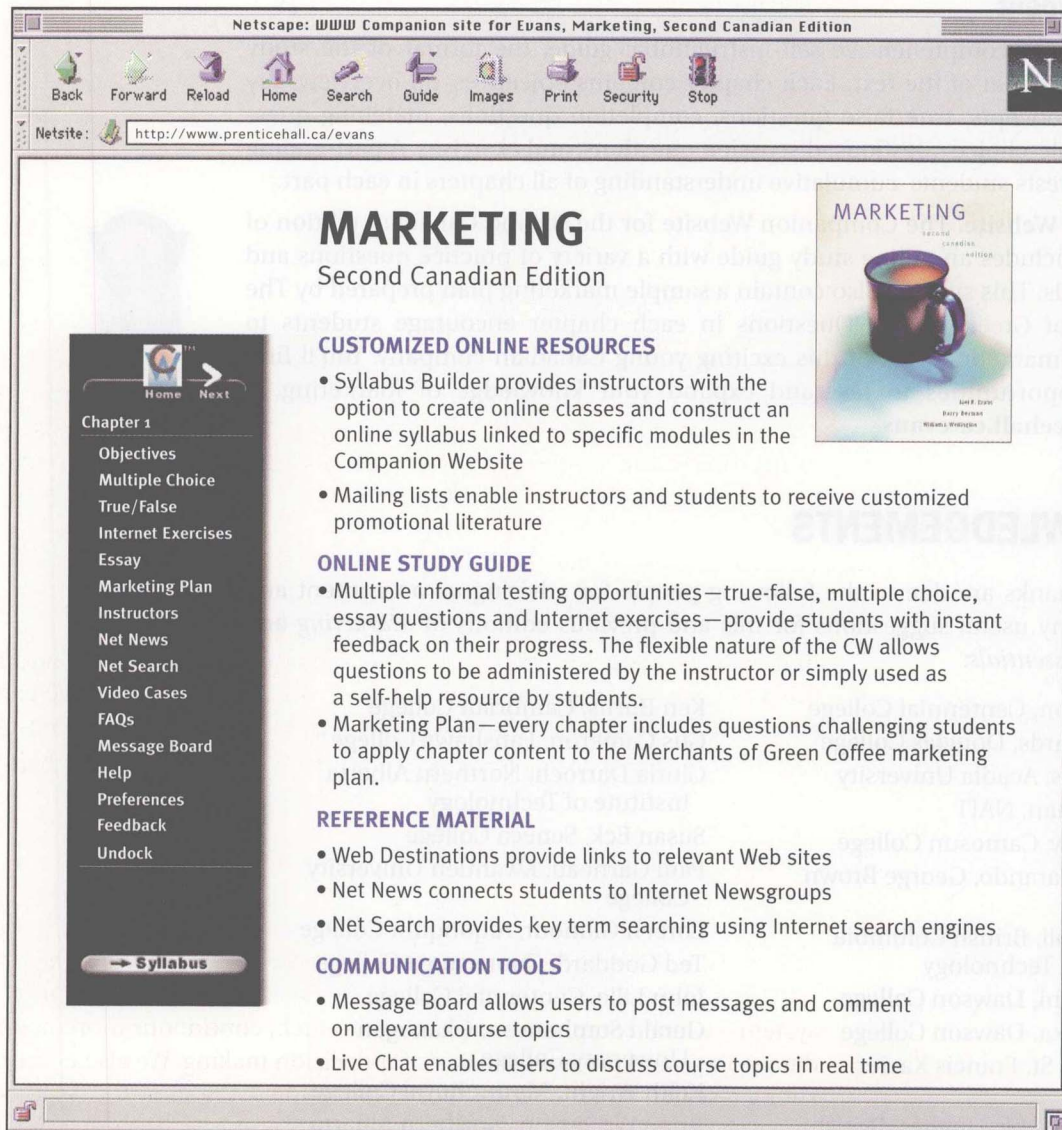 Netscape: WWW Companion site for Evans, Marketing, Second Canadian Edition
Back Forward Reload Home Search Guide Images Print Security Stop
N
Netsite: http://www.prenticehall.ca/evans
MARKETING
Second Canadian Edition
MARKETING
second
canadian
edition
CUSTOMIZED ONLINE RESOURCES
• Syllabus Builder provides instructors with the
option to create online classes and construct an
online syllabus linked to specific modules in the
Companion Website
• Mailing lists enable instructors and students to receive customized
promotional literature
ONLINE STUDY GUIDE
• Multiple informal testing opportunities—true-false, multiple choice,
essay questions and Internet exercises—provide students with instant
feedback on their progress. The flexible nature of the CW allows
questions to be administered by the instructor or simply used as
a self-help resource by students.
• Marketing Plan—every chapter includes questions challenging students
to apply chapter content to the Merchants of Green Coffee marketing
plan.
REFERENCE MATERIAL
• Web Destinations provide links to relevant Web sites
• Net News connects students to Internet Newsgroups
• Net Search provides key term searching using Internet search engines
COMMUNICATION TOOLS
• Message Board allows users to post messages and comment
on relevant course topics
• Live Chat enables users to discuss course topics in real time
Home Next
Chapter 1
Objectives
Multiple Choice
True/False
Internet Exercises
Essay
Marketing Plan
Instructors
Net News
Net Search
Video Cases
FAQs
Message Board
Help
Preferences
Feedback
Undock
→ Syllabus